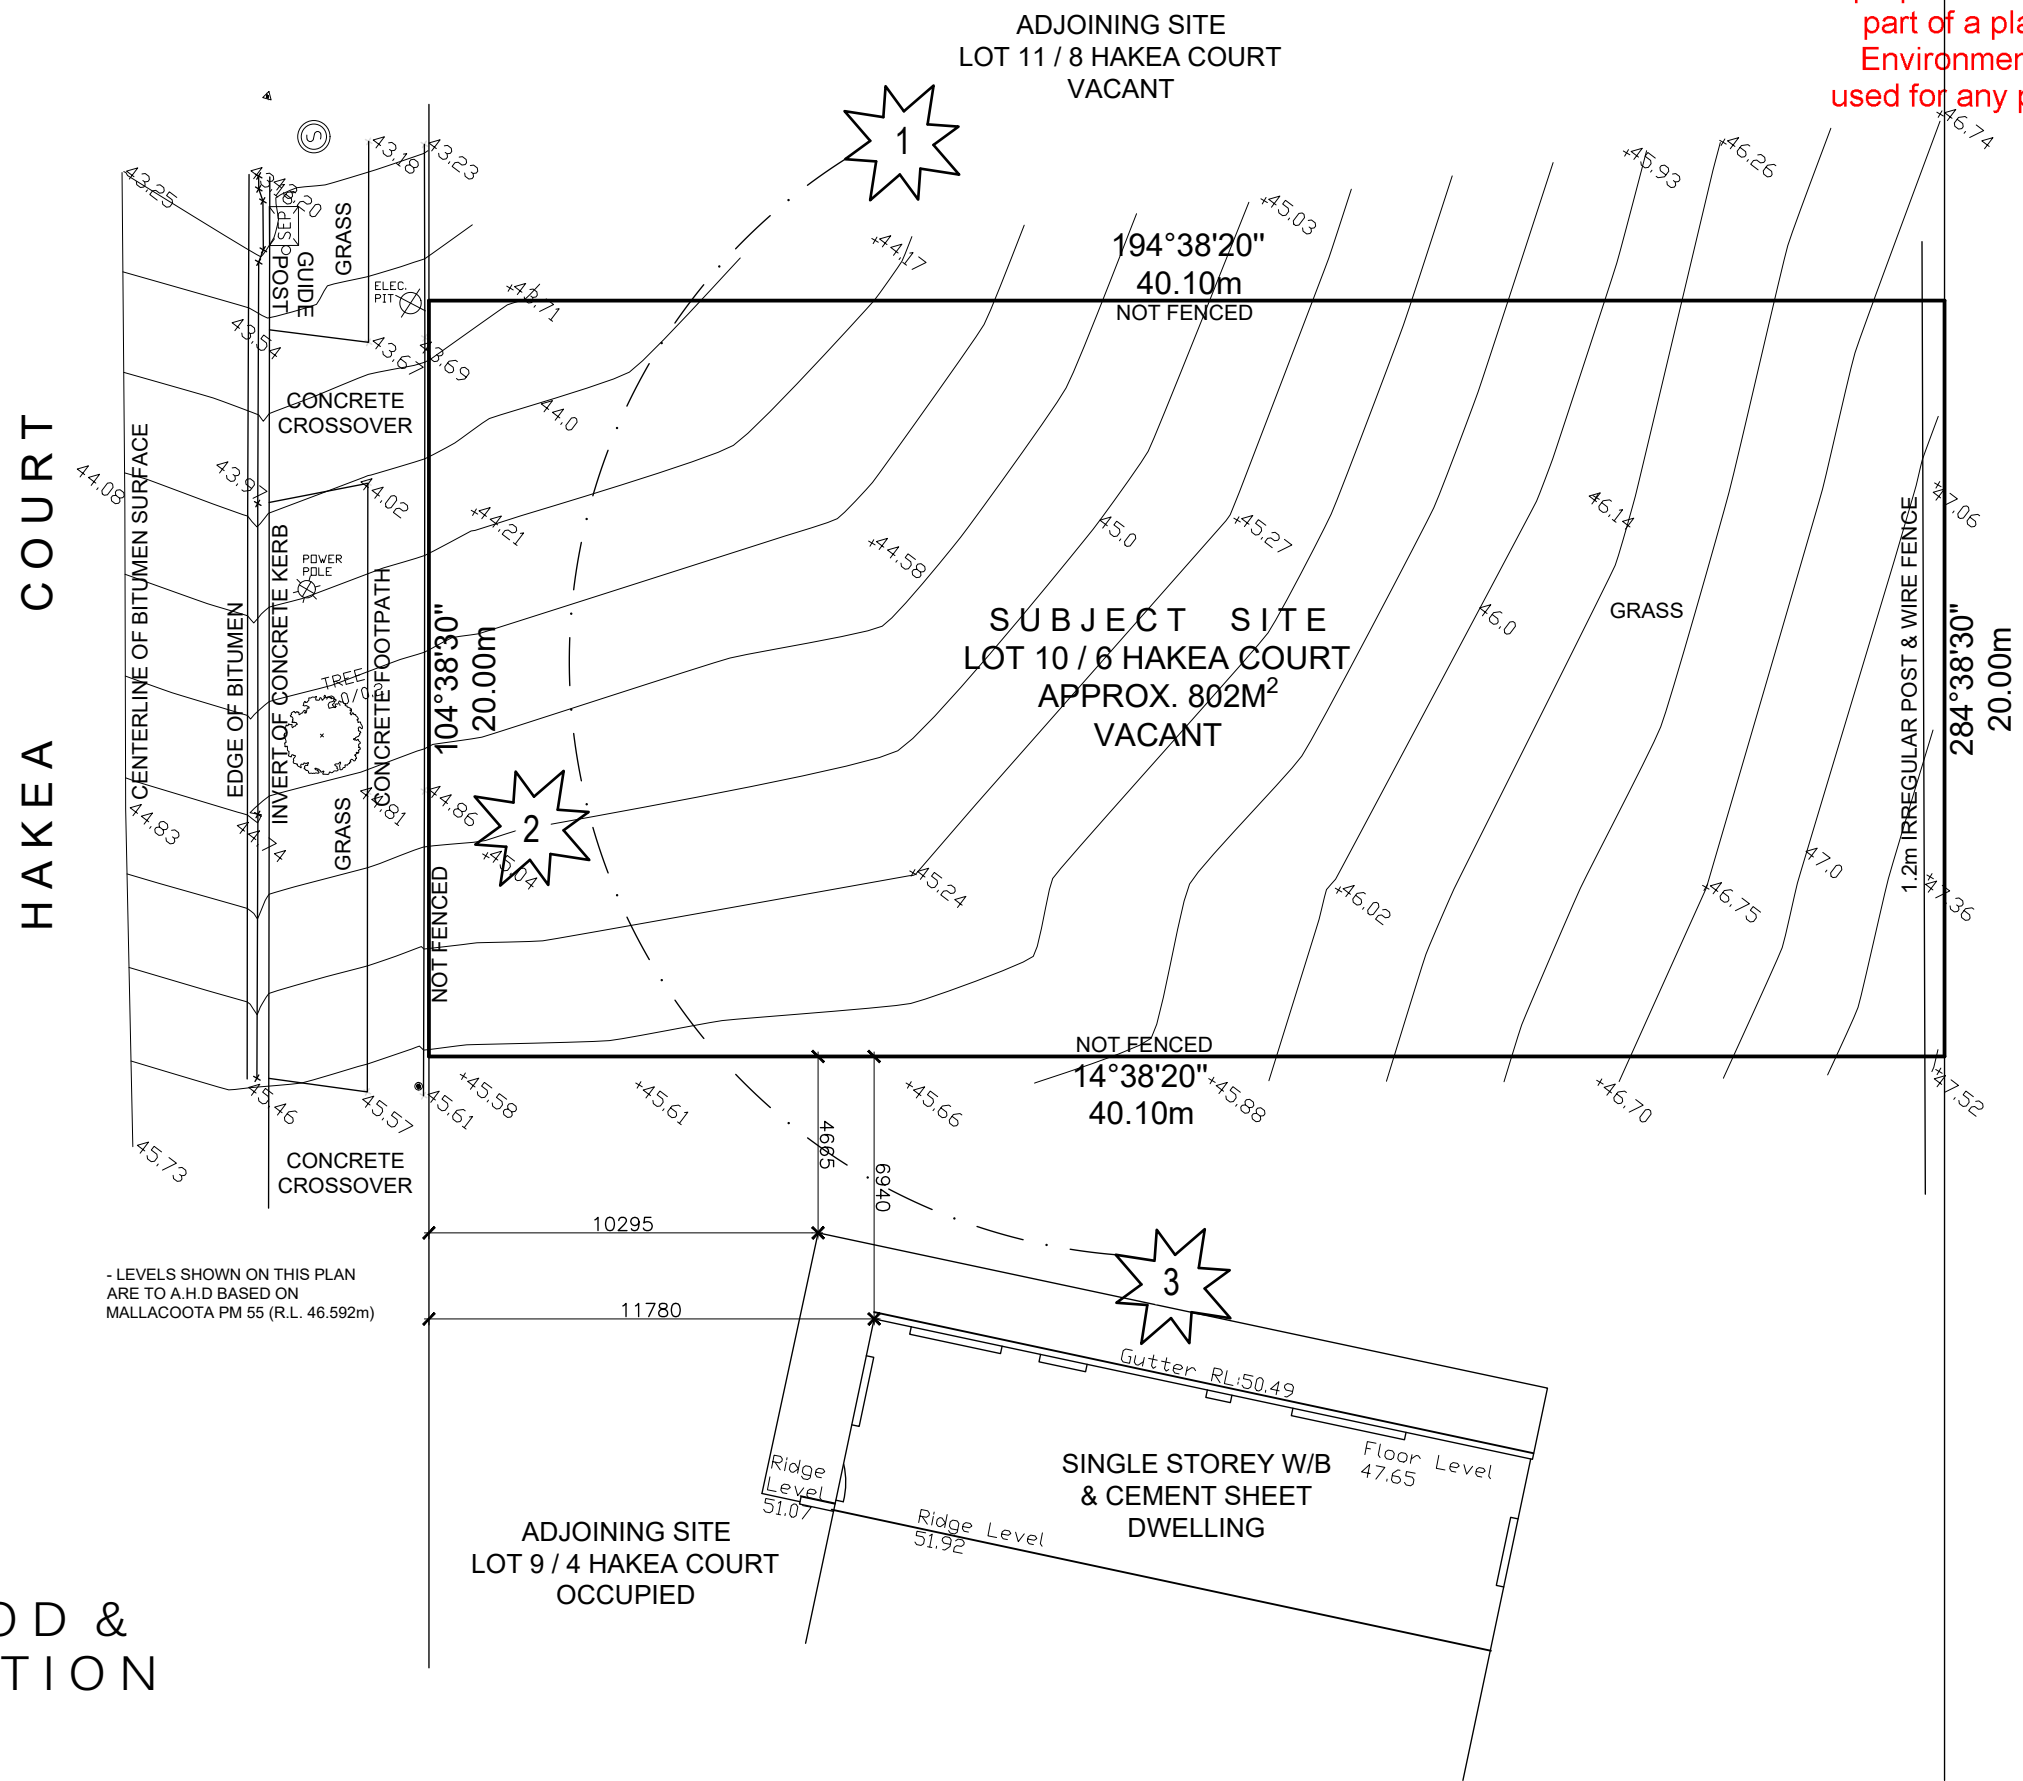 part of a pla
Environmen
used for any p
ADJOINING SITE
LOT 11 / 8 HAKEA COURT
VACANT
1
+46.74
43.18
+43.23
43.25
+45.93
+46.26
S
SEP
GUIDE
POST
GRASS
+45.03
+44.17
194°38'20"
40.10m
NOT FENCED
ELEC.
PIT
+43.71
43.54
+43.67
43.69
CONCRETE
CROSSOVER
44.0
HAKEA COURT
CENTERLINE OF BITUMEN SURFACE
44.08
43.97
44.02
+44.21
+44.58
45.0
+45.27
46.14
+47.06
EDGE OF BITUMEN
INVERT OF CONCRETE KERB
POWER
POLE
CONCRETE FOOTPATH
104°38'30"
20.00m
SUBJECT SITE
LOT 10 / 6 HAKEA COURT
APPROX. 802M²
VACANT
46.0
GRASS
1.2m IRREGULAR POST & WIRE FENCE
284°38'30"
20.00m
TREE
GRASS
44.83
44.74
44.81
44.86
2
+45.04
NOT FENCED
+45.24
+46.02
+46.75
47.0
+47.36
NOT FENCED
14°38'20"
40.10m
45.46
45.57
+45.61
+45.58
+45.61
+45.66
+45.88
+46.70
+47.52
45.73
CONCRETE
CROSSOVER
4665
6940
10295
- LEVELS SHOWN ON THIS PLAN
ARE TO A.H.D BASED ON
MALLACOOTA PM 55 (R.L. 46.592m)
11780
3
Gutter RL:50.49
Floor Level
47.65
Ridge
Level
51.07
SINGLE STOREY W/B
& CEMENT SHEET
DWELLING
Ridge Level
51.92
ADJOINING SITE
LOT 9 / 4 HAKEA COURT
OCCUPIED
OD &
TION